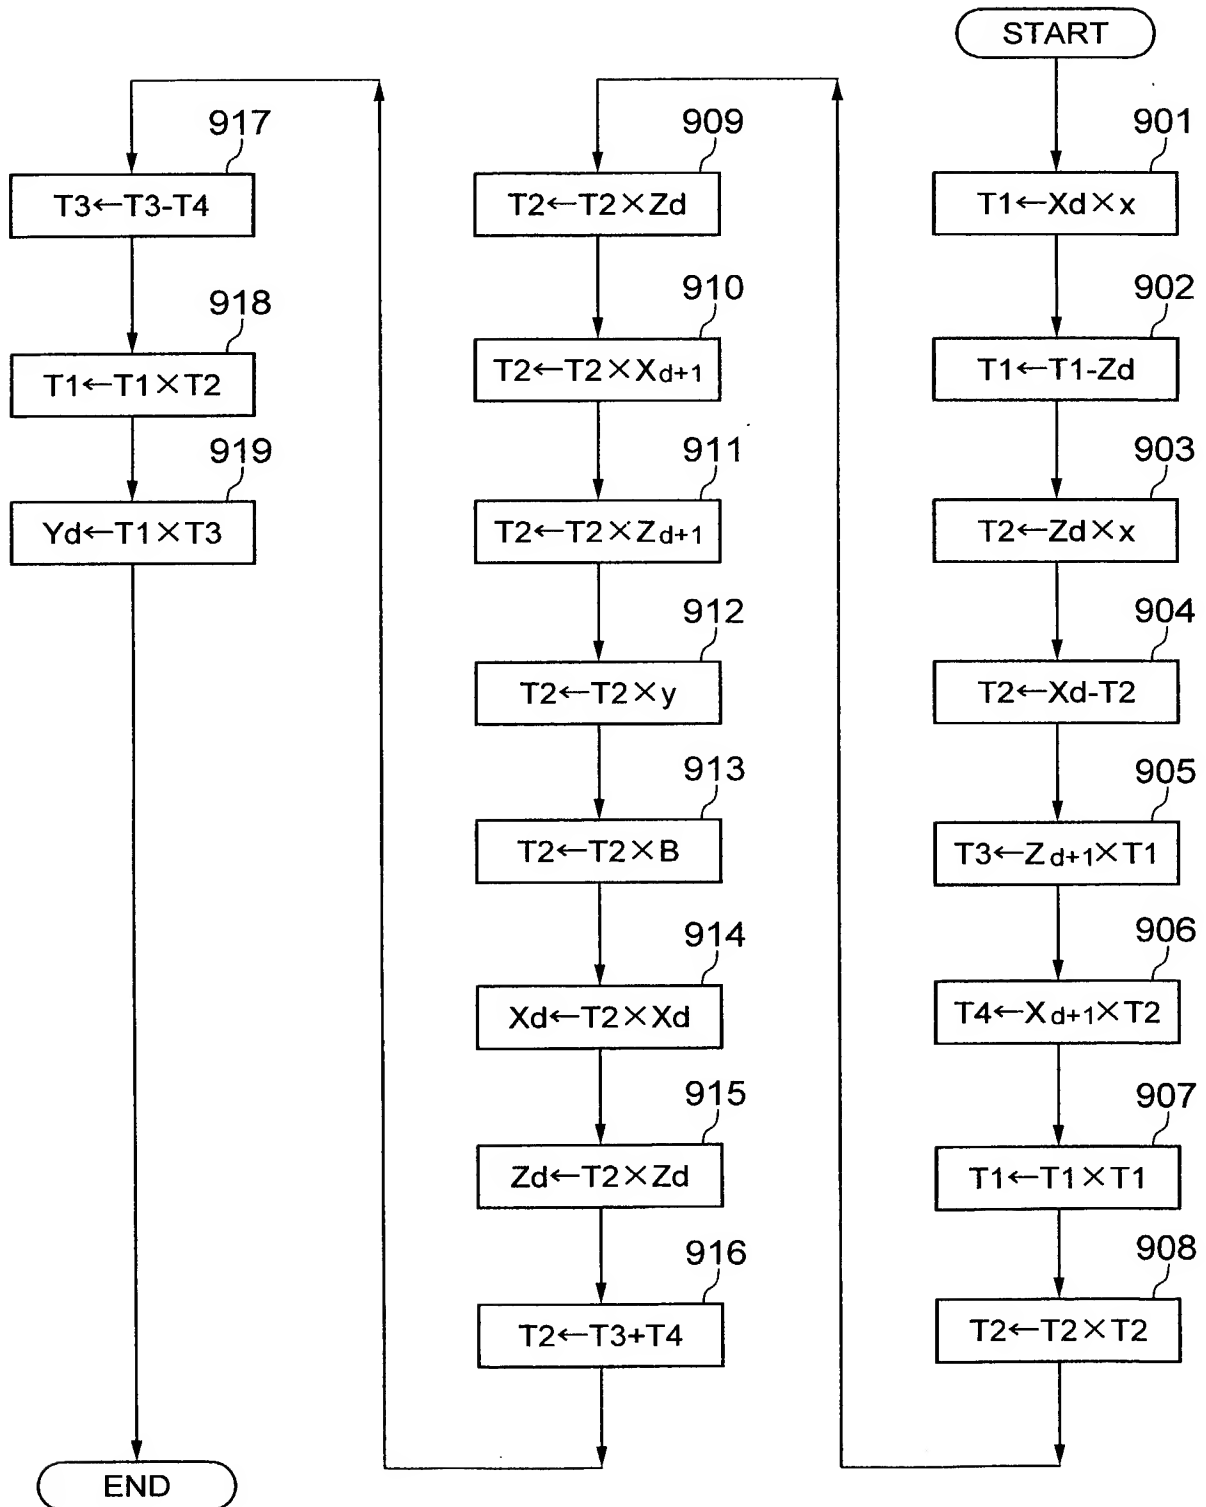 START
901
T1←Xd×x
902
T1←T1-Zd
903
T2←Zd×x
904
T2←Xd-T2
905
T3←Zd+1×T1
906
T4←Xd+1×T2
907
T1←T1×T1
908
T2←T2×T2
909
T2←T2×Zd
910
T2←T2×Xd+1
911
T2←T2×Zd+1
912
T2←T2×y
913
T2←T2×B
914
Xd←T2×Xd
915
Zd←T2×Zd
916
T2←T3+T4
917
T3←T3-T4
918
T1←T1×T2
919
Yd←T1×T3
END